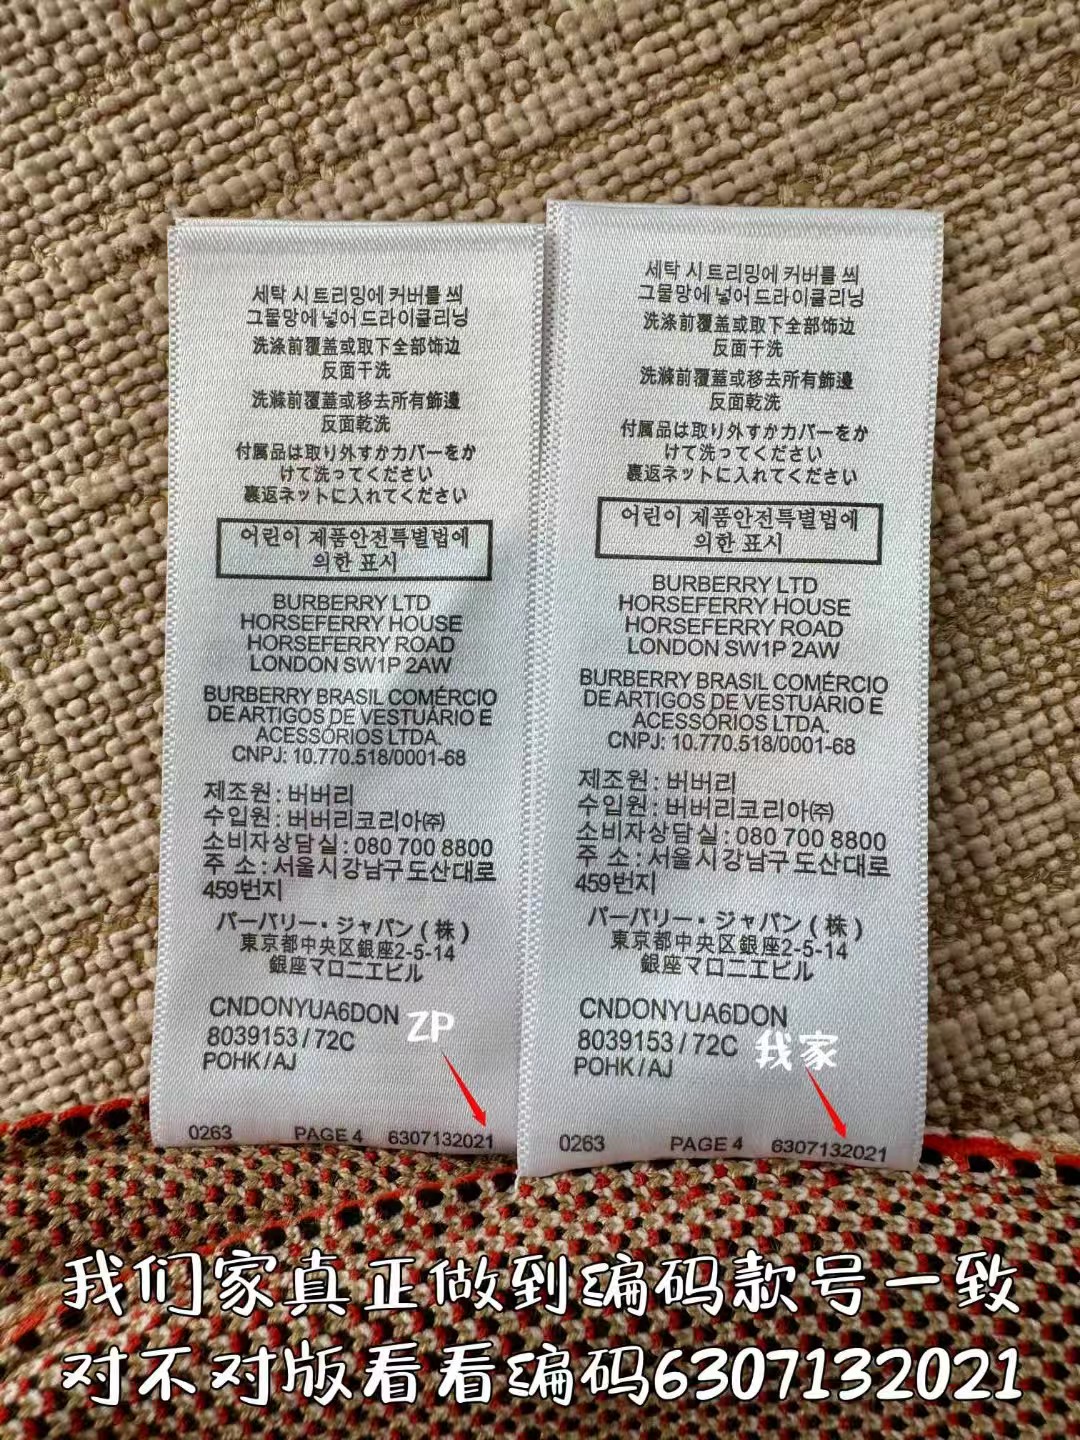 세탁 시 트리밍에 커버를 씌
그물망에 넣어 드라이클리닝
洗涤前覆盖或取下全部饰边
反面干洗
洗滌前覆蓋或移去所有飾邊
反面乾洗
付属品は取り外すかカバーをか
けて洗ってください
裏返ネットに入れてください
어린이 제품안전특별법에
의한 표시
BURBERRY LTD
HORSEFERRY HOUSE
HORSEFERRY ROAD
LONDON SW1P 2AW
BURBERRY BRASIL COMÉRCIO
DE ARTIGOS DE VESTUÁRIO E
ACESSÓRIOS LTDA.
CNPJ: 10.770.518/0001-68
제조원 : 버버리
수입원 : 버버리코리아㈜
소비자상담실 : 080 700 8800
주 소 : 서울시강남구도산대로
459번지
バーバリー・ジャパン ( 株 )
東京都中央区銀座2-5-14
銀座マロニエビル
CNDONYUA6DON
ZP
8039153 / 72C
POHK / AJ
0263 PAGE 4 6307132021
세탁 시 트리밍에 커버를 씌
그물망에 넣어 드라이클리닝
洗涤前覆盖或取下全部饰边
反面干洗
洗滌前覆蓋或移去所有飾邊
反面乾洗
付属品は取り外すかカバーをか
けて洗ってください
裏返ネットに入れてください
어린이 제품안전특별법에
의한 표시
BURBERRY LTD
HORSEFERRY HOUSE
HORSEFERRY ROAD
LONDON SW1P 2AW
BURBERRY BRASIL COMÉRCIO
DE ARTIGOS DE VESTUÁRIO E
ACESSÓRIOS LTDA.
CNPJ: 10.770.518/0001-68
제조원 : 버버리
수입원 : 버버리코리아㈜
소비자상담실 : 080 700 8800
주 소 : 서울시강남구도산대로
459번지
バーバリー・ジャパン ( 株 )
東京都中央区銀座2-5-14
銀座マロニエビル
CNDONYUA6DON
8039153 / 72C
我家
POHK / AJ
0263 PAGE 4 6307132021
我们家真正做到编码款号一致
对不对版看看编码6307132021